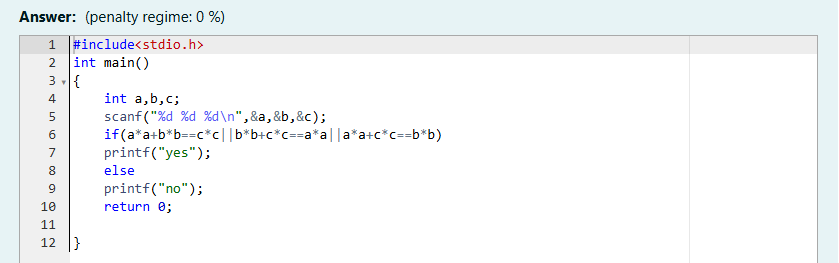 Answer: (penalty regime: 0 %)
1 #include<stdio.h>
2 int main()
3 {
4 int a,b,c;
5 scanf("%d %d %d\n",&a,&b,&c);
6 if(a*a+b*b==c*c||b*b+c*c==a*a||a*a+c*c==b*b)
7 printf("yes");
8 else
9 printf("no");
10 return 0;
11
12 }